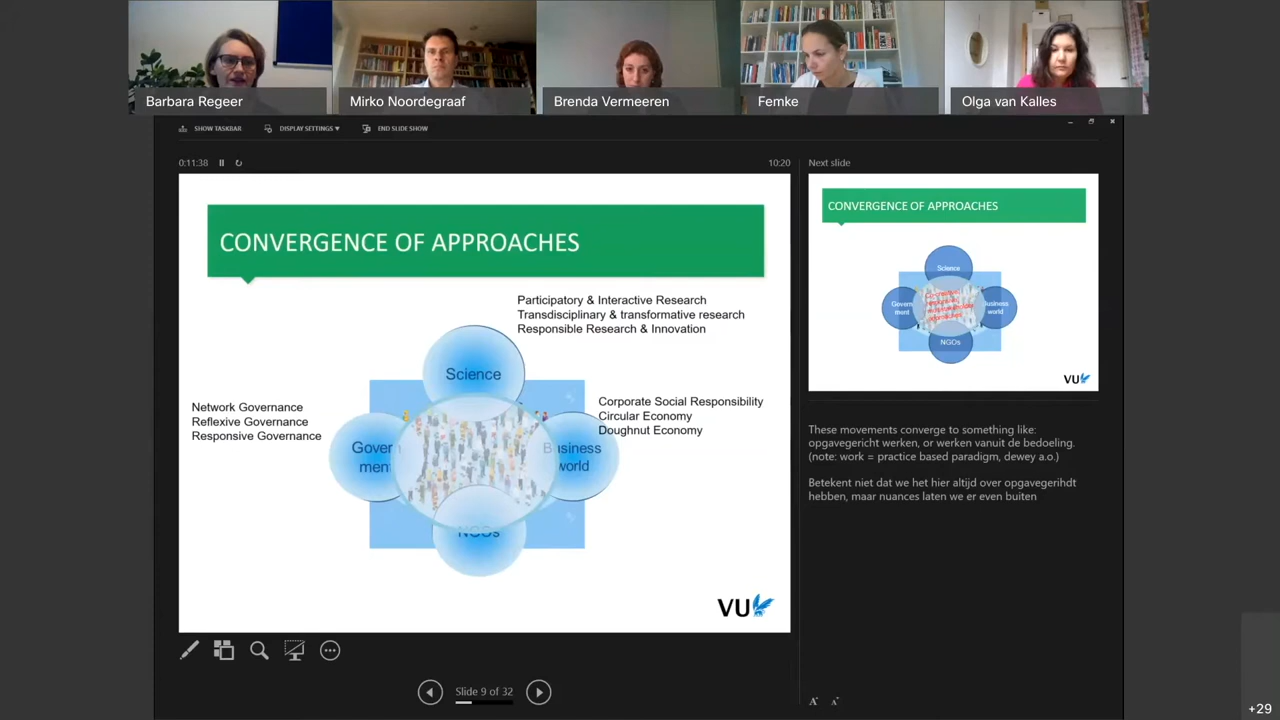 Barbara Regeer
Mirko Noordegraaf
Brenda Vermeeren
Femke
Olga van Kalles
SHOW TASKBAR
DISPLAY SETTINGS
END SLIDE SHOW
0:11:38
10:20
Next slide
CONVERGENCE OF APPROACHES
Participatory & Interactive Research
Transdisciplinary & transformative research
Responsible Research & Innovation
Science
Network Governance
Reflexive Governance
Responsive Governance
Corporate Social Responsibility
Circular Economy
Doughnut Economy
Govern
men
Business
world
NGOs
VU
Slide 9 of 32
CONVERGENCE OF APPROACHES
Science
Govern
ment
Business
world
NGOs
VU
These movements converge to something like:
opgavegericht werken, or werken vanuit de bedoeling.
(note: work = practice based paradigm, dewey a.o.)
Betekent niet dat we het hier altijd over opgavegerihdt
hebben, maar nuances laten we er even buiten
A
A
+29